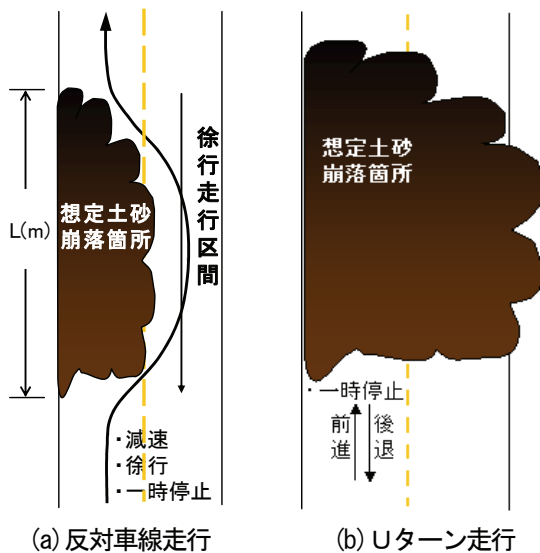 L(m)
想定土砂
崩落箇所
徐行走行区間
・減速
・徐行
・一時停止
(a) 反対車線走行
想定土砂
崩落箇所
・一時停止
前進
後退
(b) Uターン走行